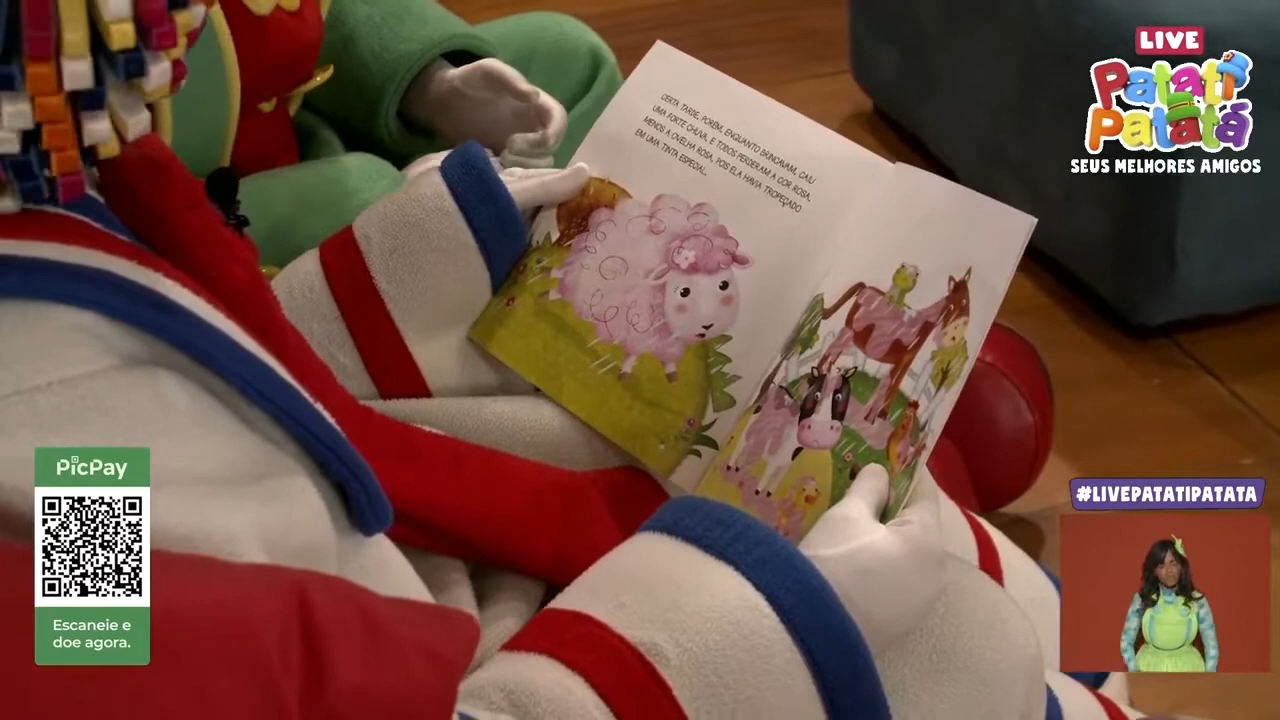 CERTA TARDE, PORÉM, ENQUANTO BRINCAVAM, CAIU
UMA FORTE CHUVA, E TODOS PERDERAM A COR ROSA,
MENOS A OVELHA ROSA, POIS ELA HAVIA TROPEÇADO
EM UMA TINTA ESPECIAL.
LIVE
Patati
Patatá
SEUS MELHORES AMIGOS
PicPay
Escaneie e
doe agora.
#LIVEPATATIPATATA